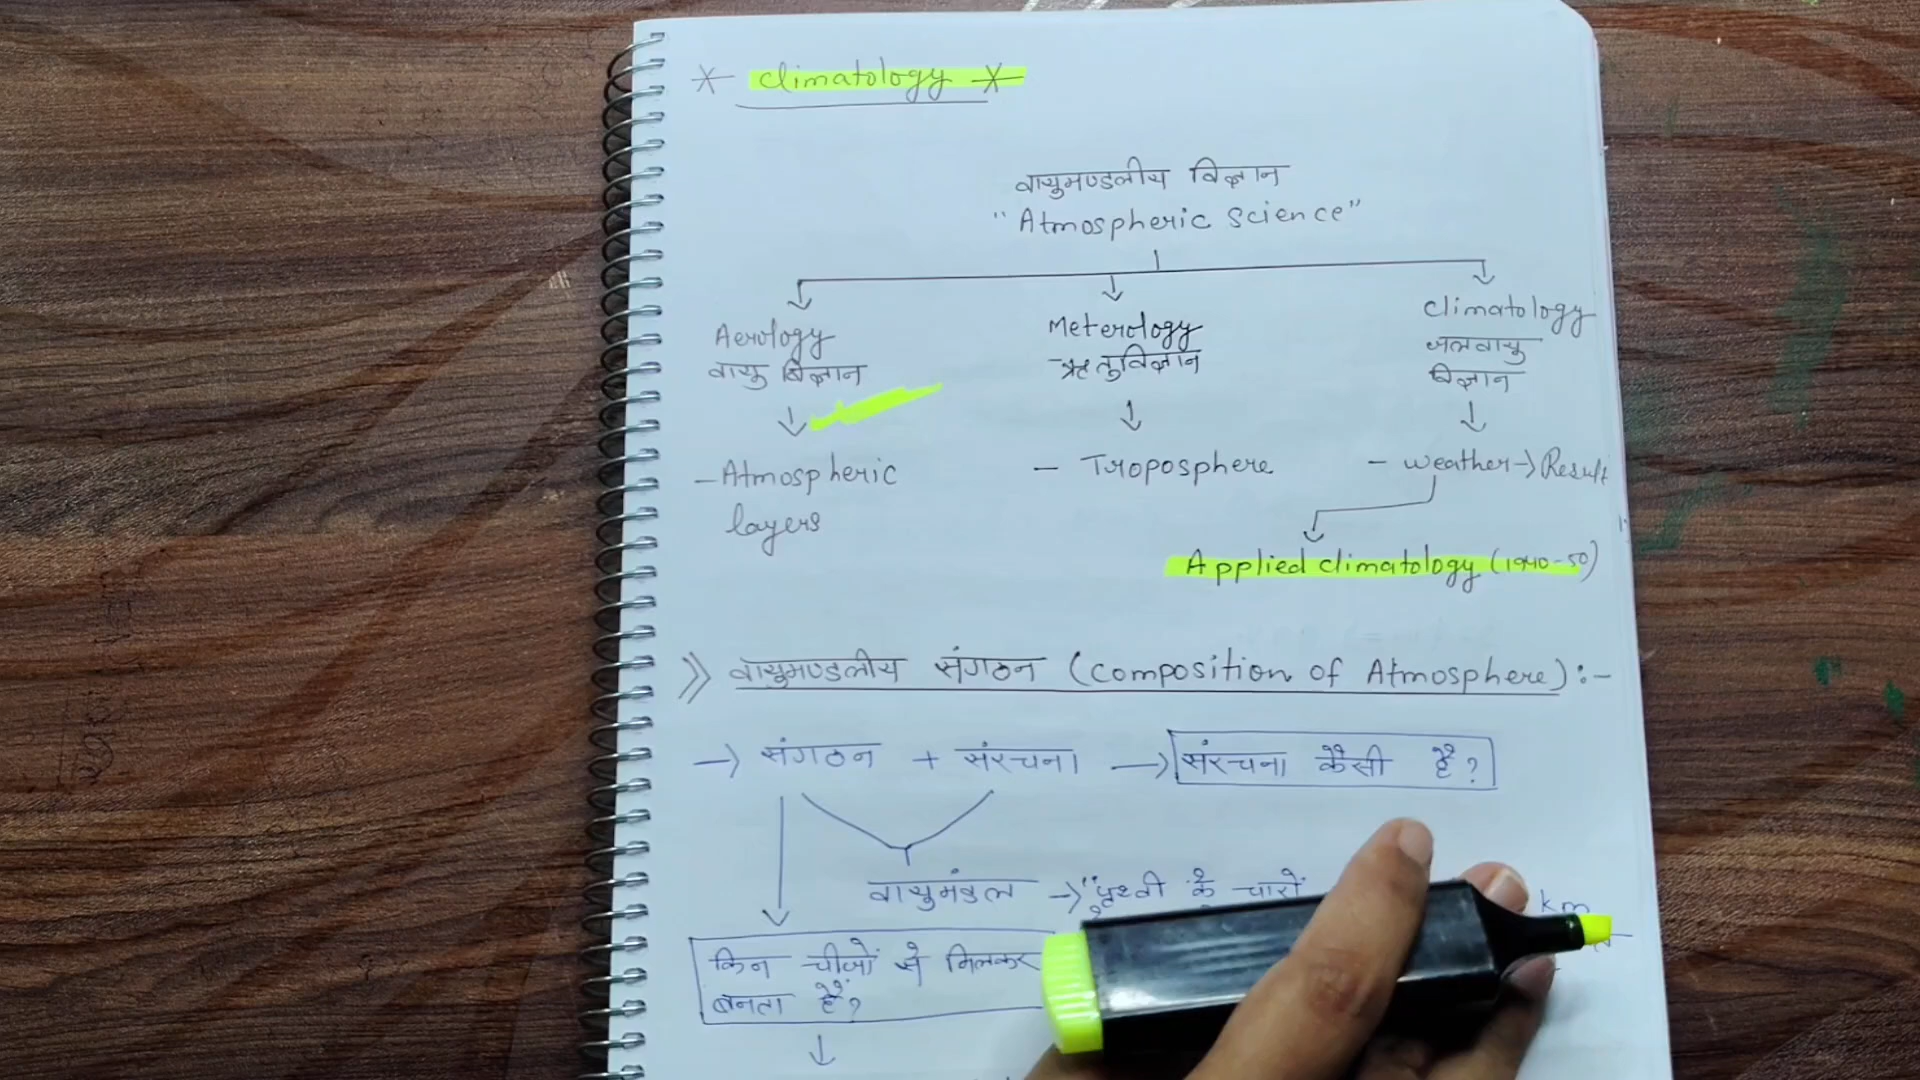 * Climatology *
वायुमण्डलीय विज्ञान
"Atmospheric Science"
Aerology
वायु विज्ञान
Meterology
ऋतुविज्ञान
Climatology
जलवायु
विज्ञान
- Atmospheric
layers
- Troposphere
- weather → Result
Applied climatology (1940-50)
» वायुमण्डलीय संगठन (Composition of Atmosphere) :-
→ संगठन + संरचना → संरचना कैसी है ?
वायुमंडल → "पृथ्वी के चारों
km
किन चीजों से मिलकर
बनता है ?